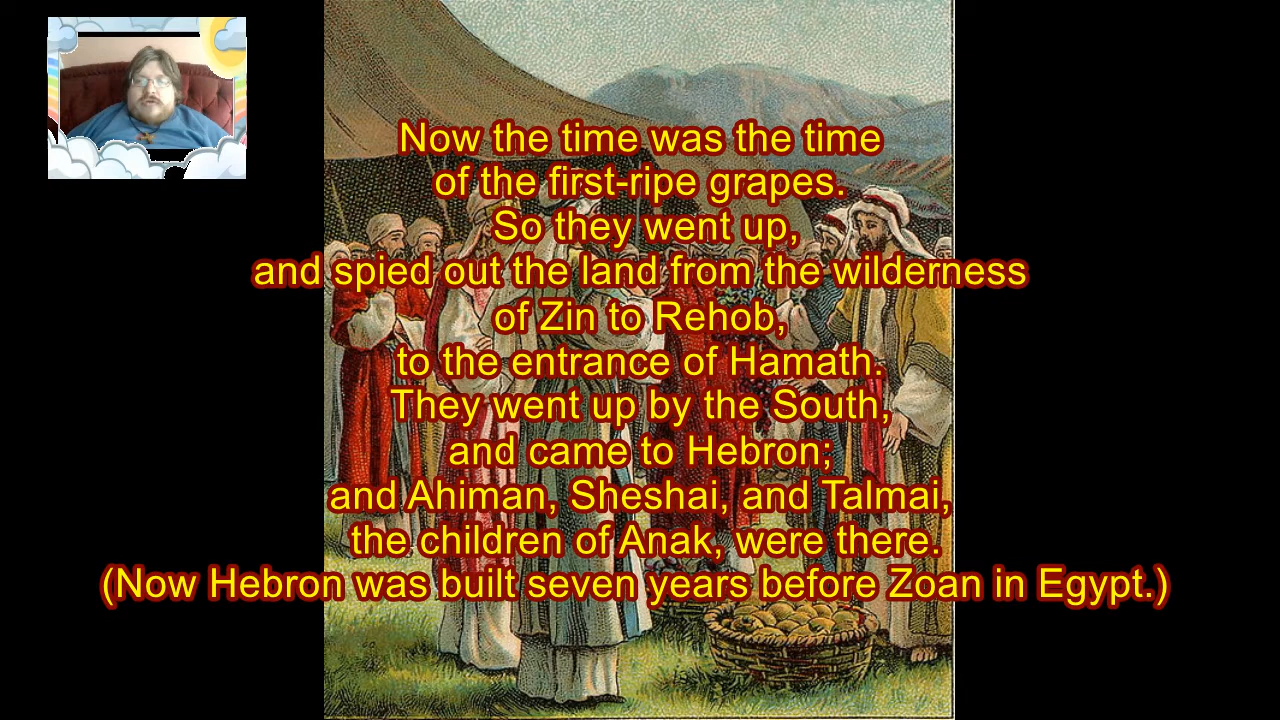 Now the time was the time
of the first-ripe grapes.
So they went up,
and spied out the land from the wilderness
of Zin to Rehob,
to the entrance of Hamath.
They went up by the South,
and came to Hebron;
and Ahiman, Sheshai, and Talmai,
the children of Anak, were there.
(Now Hebron was built seven years before Zoan in Egypt.)